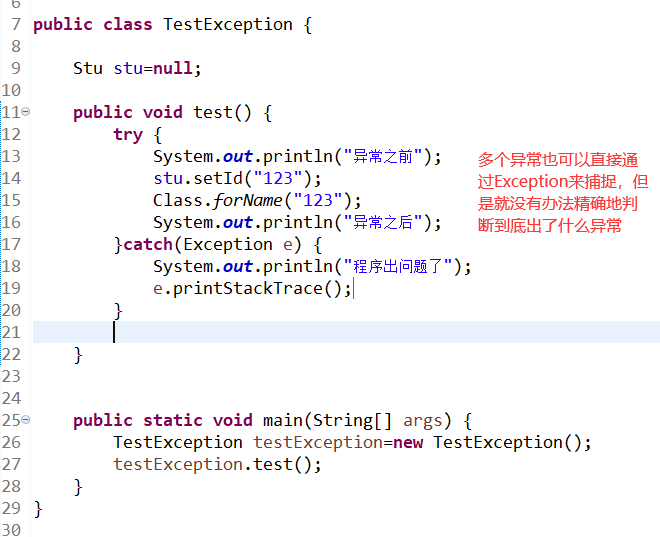 6
7 public class TestException {
8
9 Stu stu=null;
10
11 public void test() {
12 try {
13 System.out.println("异常之前");
14 stu.setId("123");
15 Class.forName("123");
16 System.out.println("异常之后");
17 }catch(Exception e) {
18 System.out.println("程序出问题了");
19 e.printStackTrace();
20 }
21
22 }
23
24
25 public static void main(String[] args) {
26 TestException testException=new TestException();
27 testException.test();
28 }
29 }
30
多个异常也可以直接通
过Exception来捕捉，但
是就没有办法精确地判
断到底出了什么异常